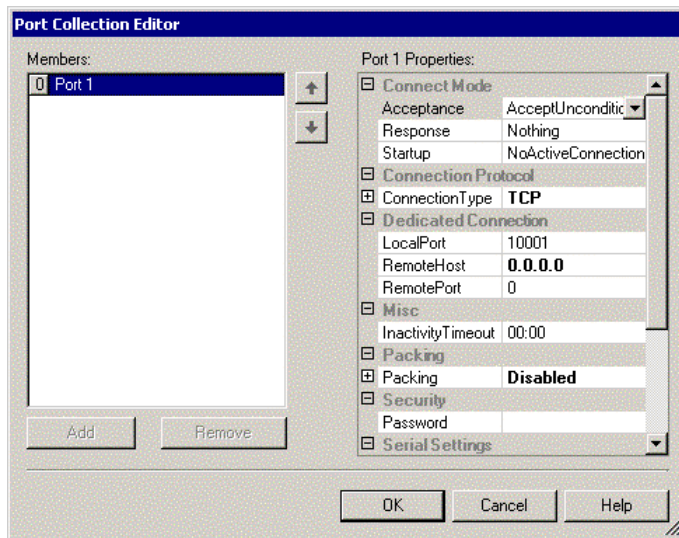 Port Collection Editor
Members:
0 Port 1
Add
Remove
Port 1 Properties:
Connect Mode
Acceptance AcceptUnconditic
Response Nothing
Startup NoActiveConnection
Connection Protocol
ConnectionType TCP
Dedicated Connection
LocalPort 10001
RemoteHost 0.0.0.0
RemotePort 0
Misc
InactivityTimeout 00:00
Packing
Packing Disabled
Security
Password
Serial Settings
OK
Cancel
Help